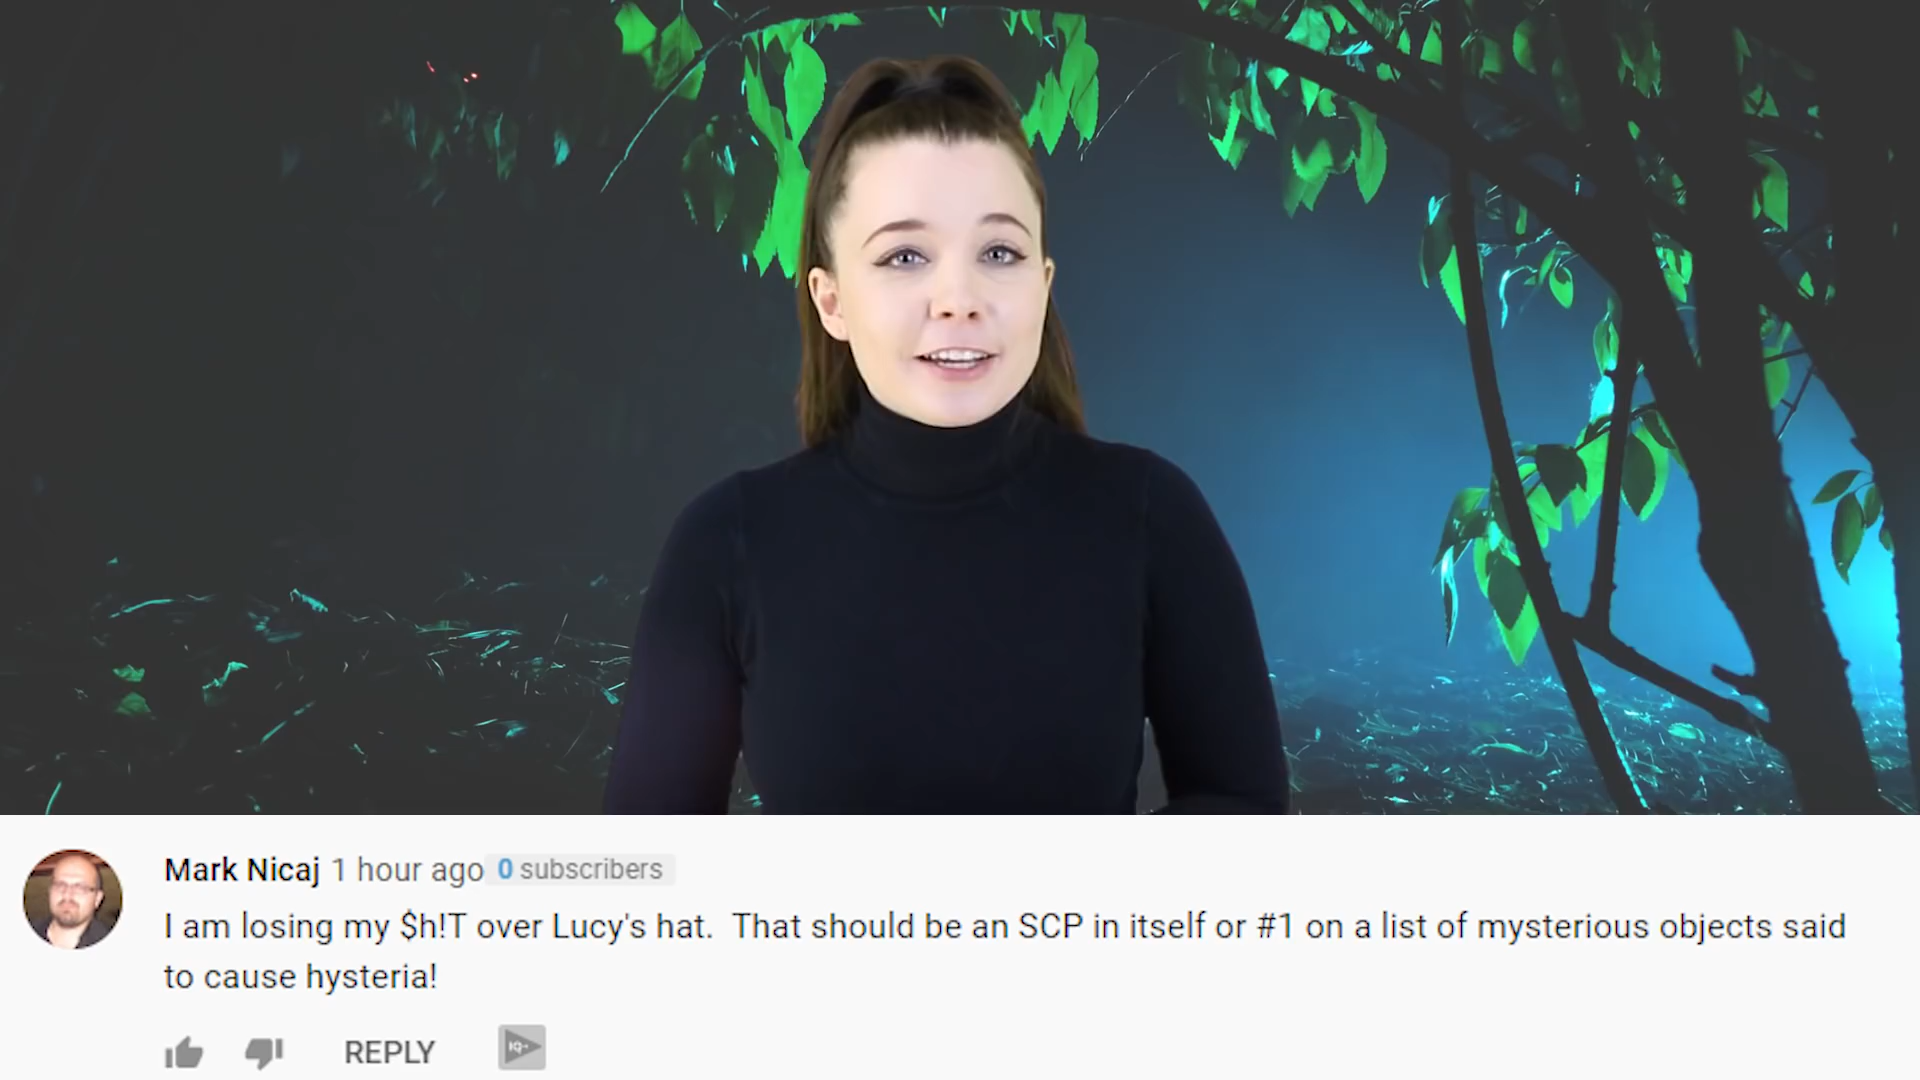 Mark Nicaj 1 hour ago 0 subscribers
I am losing my $h!T over Lucy's hat.  That should be an SCP in itself or #1 on a list of mysterious objects said
to cause hysteria!
REPLY
IQ